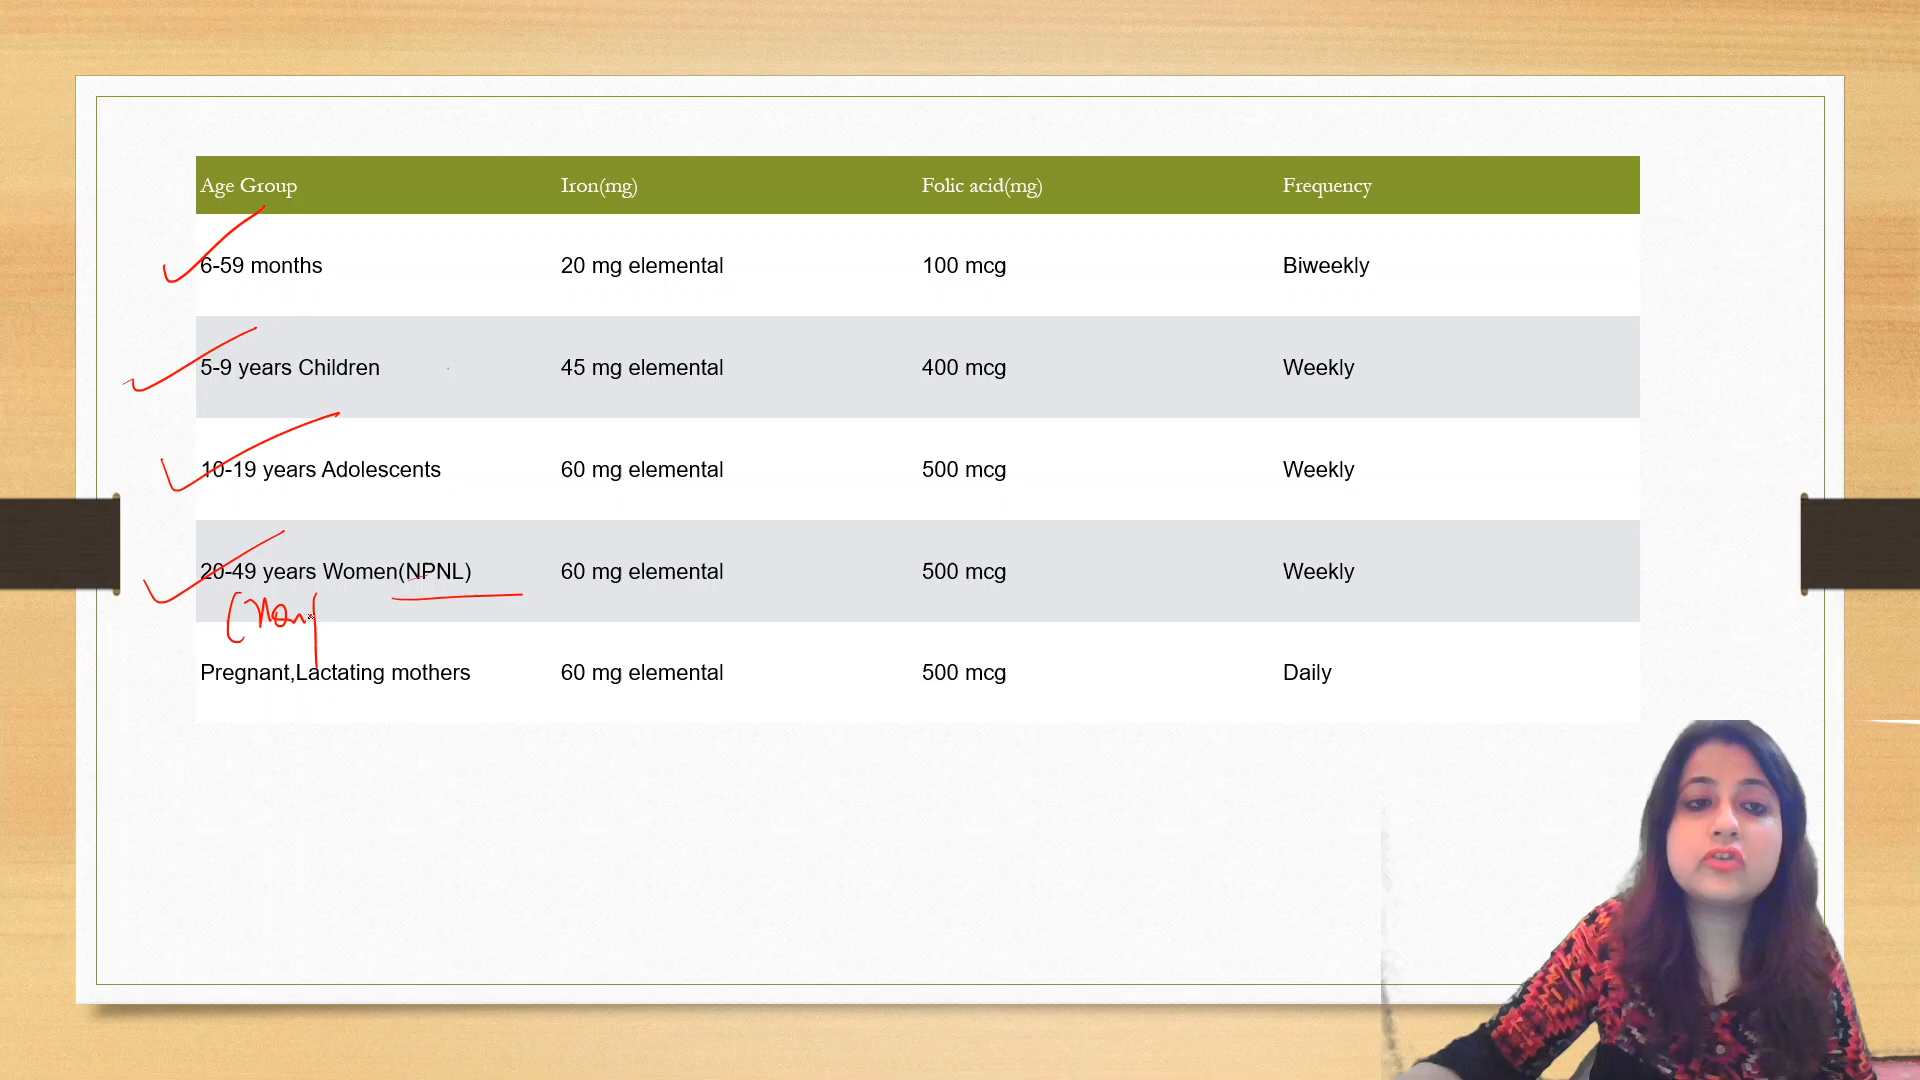 Age Group Iron(mg) Folic acid(mg) Frequency
6-59 months 20 mg elemental 100 mcg Biweekly
5-9 years Children 45 mg elemental 400 mcg Weekly
10-19 years Adolescents 60 mg elemental 500 mcg Weekly
20-49 years Women(NPNL) 60 mg elemental 500 mcg Weekly
(Non
Pregnant,Lactating mothers 60 mg elemental 500 mcg Daily